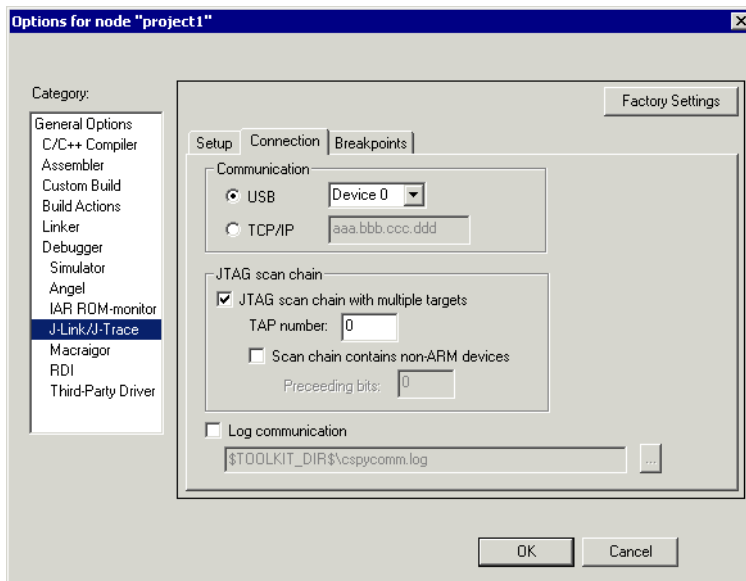 Options for node "project1"
Category:
Factory Settings
General Options
C/C++ Compiler
Assembler
Custom Build
Build Actions
Linker
Debugger
Simulator
Angel
IAR ROM-monitor
J-Link/J-Trace
Macraigor
RDI
Third-Party Driver
Setup Connection Breakpoints
Communication
USB Device 0
TCP/IP aaa.bbb.ccc.ddd
JTAG scan chain
JTAG scan chain with multiple targets
TAP number: 0
Scan chain contains non-ARM devices
Preceeding bits: 0
Log communication
$TOOLKIT_DIR$\cspycomm.log ...
OK Cancel